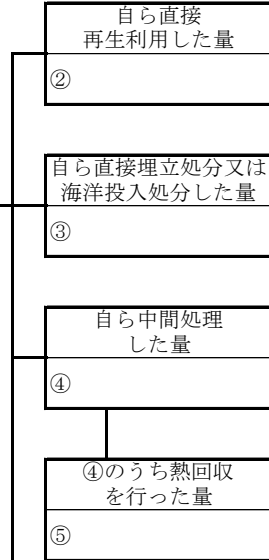 自ら直接
再生利用した量
②
自ら直接埋立処分又は
海洋投入処分した量
③
自ら中間処理
した量
④
④のうち熱回収
を行った量
⑤